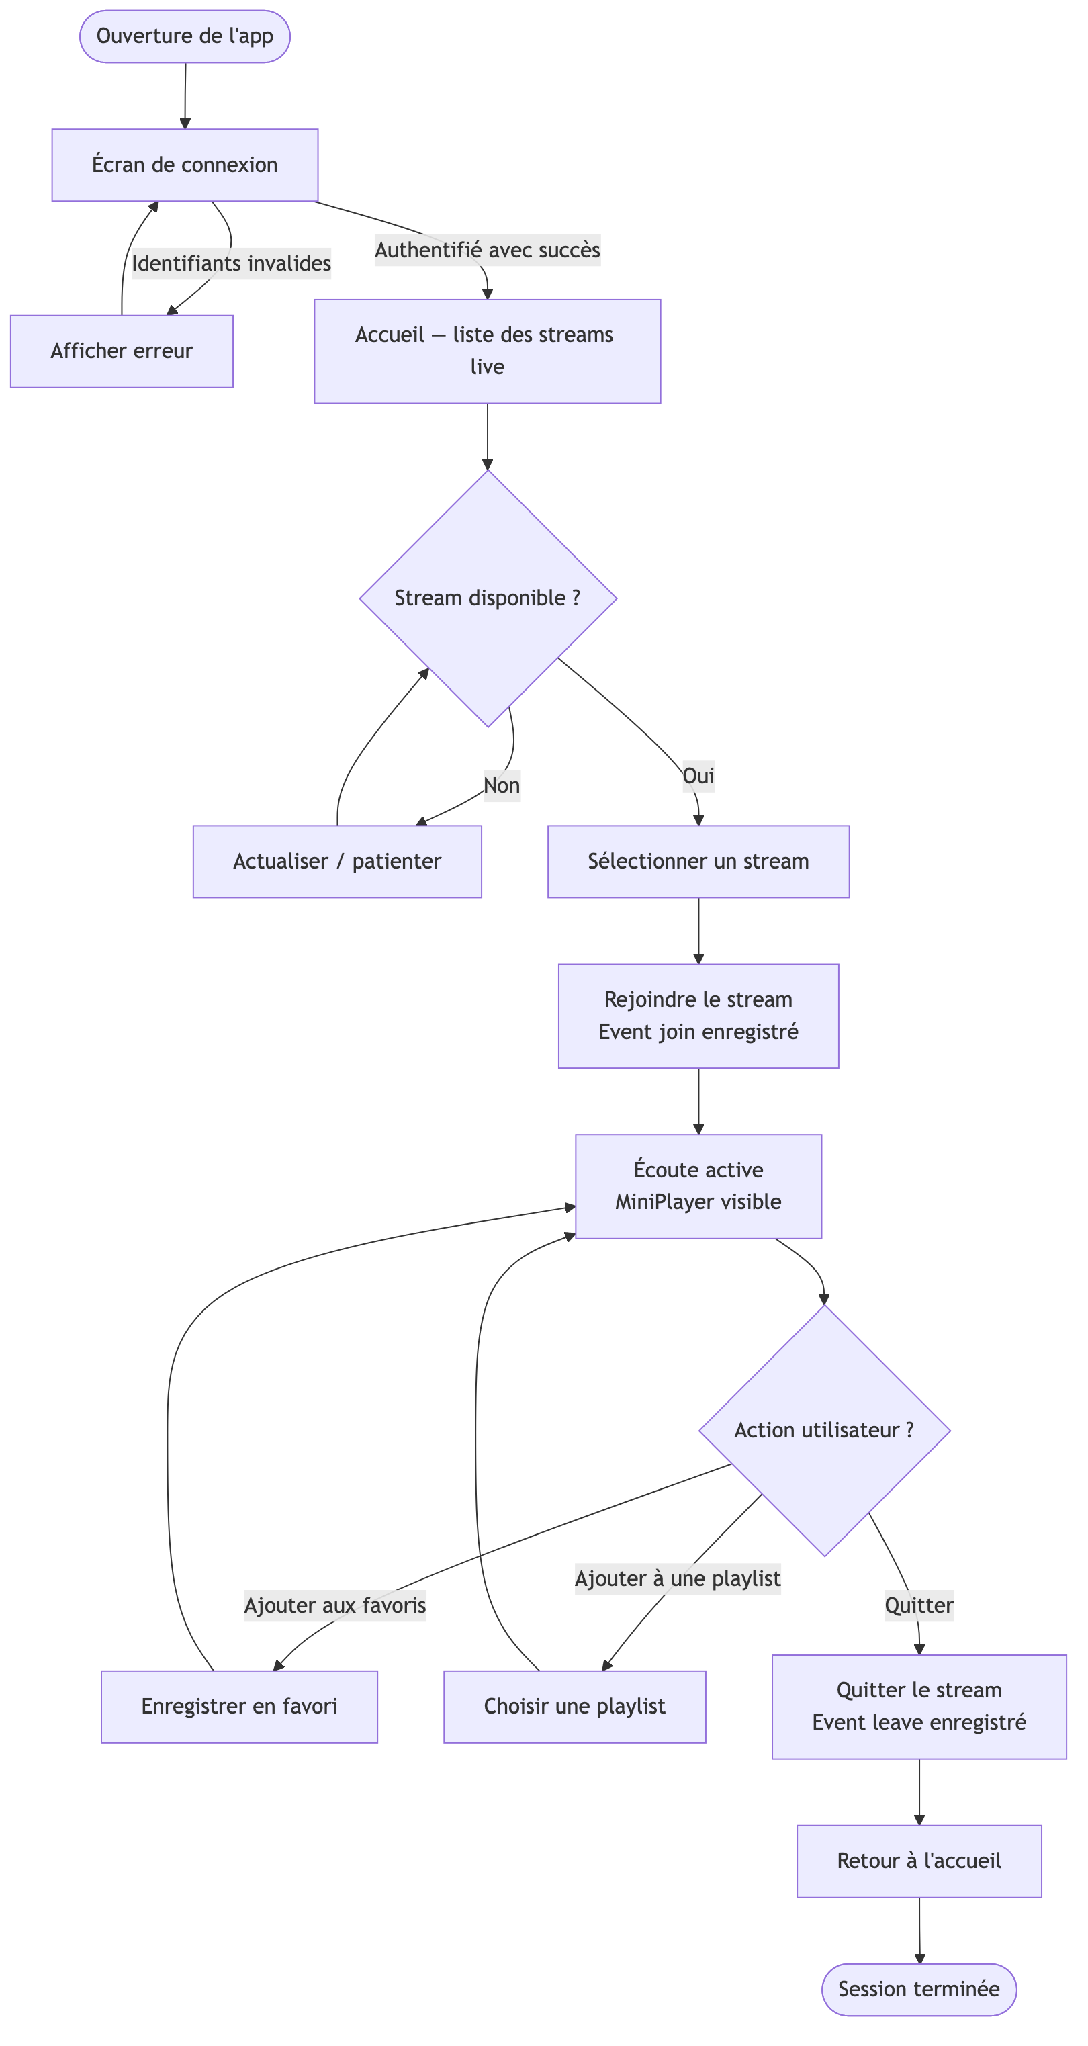 Ouverture de l'app
Écran de connexion
Identifiants invalides
Authentifié avec succès
Afficher erreur
Accueil – liste des streams
live
Stream disponible ?
Non
Oui
Actualiser / patienter
Sélectionner un stream
Rejoindre le stream
Event join enregistré
Écoute active
MiniPlayer visible
Action utilisateur ?
Ajouter aux favoris
Ajouter à une playlist
Quitter
Enregistrer en favori
Choisir une playlist
Quitter le stream
Event leave enregistré
Retour à l'accueil
Session terminée